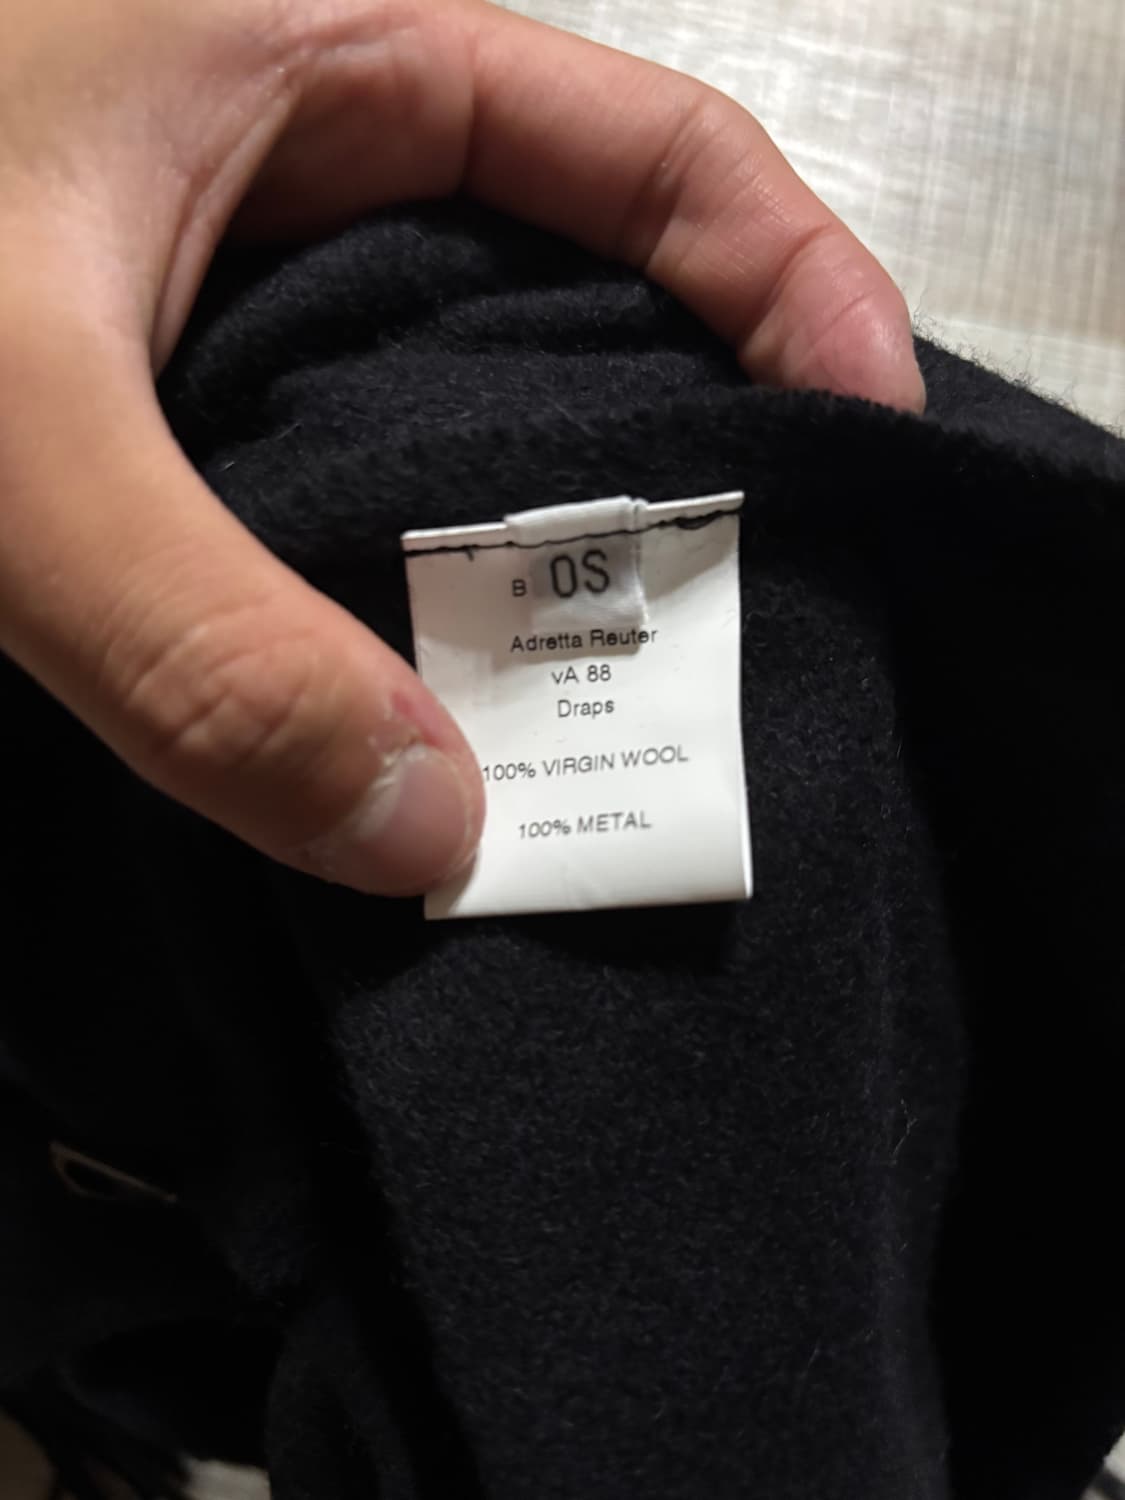 B OS
Adretta Reuter
vA 88
Draps
100% VIRGIN WOOL
100% METAL